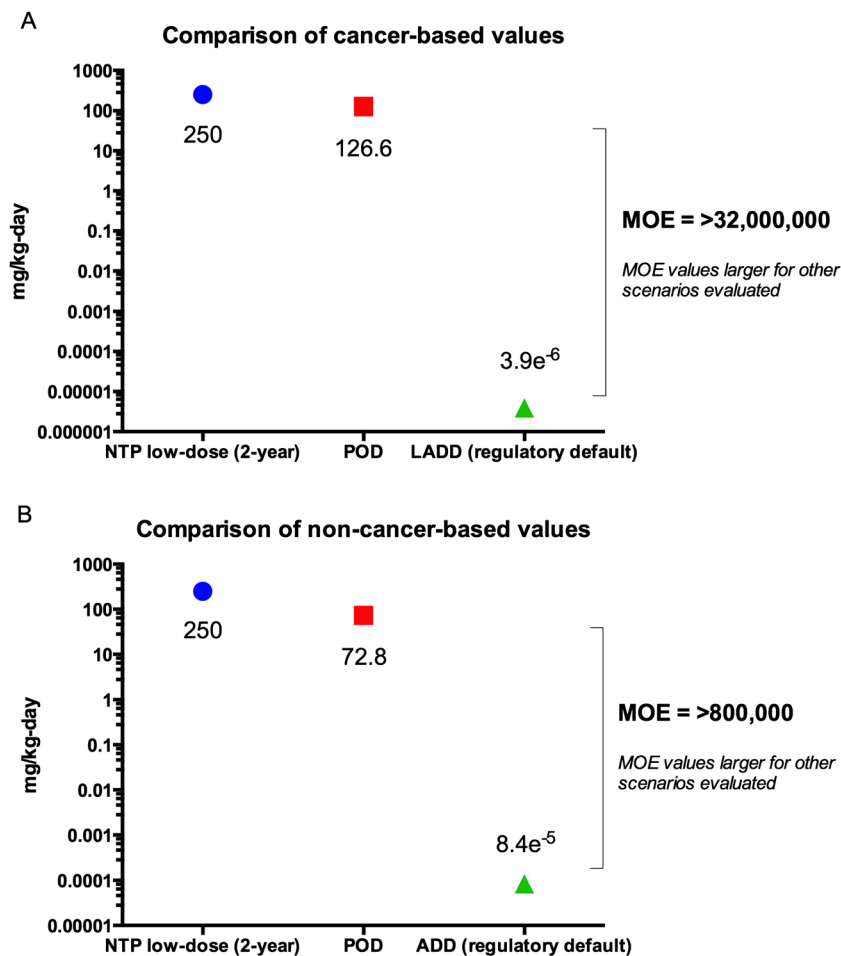 A
Comparison of cancer-based values
1000
100
10
1
0.1
0.01
0.001
0.0001
0.00001
0.000001
mg/kg-day
250
126.6
3.9e-6
MOE = >32,000,000
MOE values larger for other
scenarios evaluated
NTP low-dose (2-year) POD LADD (regulatory default)
B
Comparison of non-cancer-based values
1000
100
10
1
0.1
0.01
0.001
0.0001
0.00001
mg/kg-day
250
72.8
8.4e-5
MOE = >800,000
MOE values larger for other
scenarios evaluated
NTP low-dose (2-year) POD ADD (regulatory default)